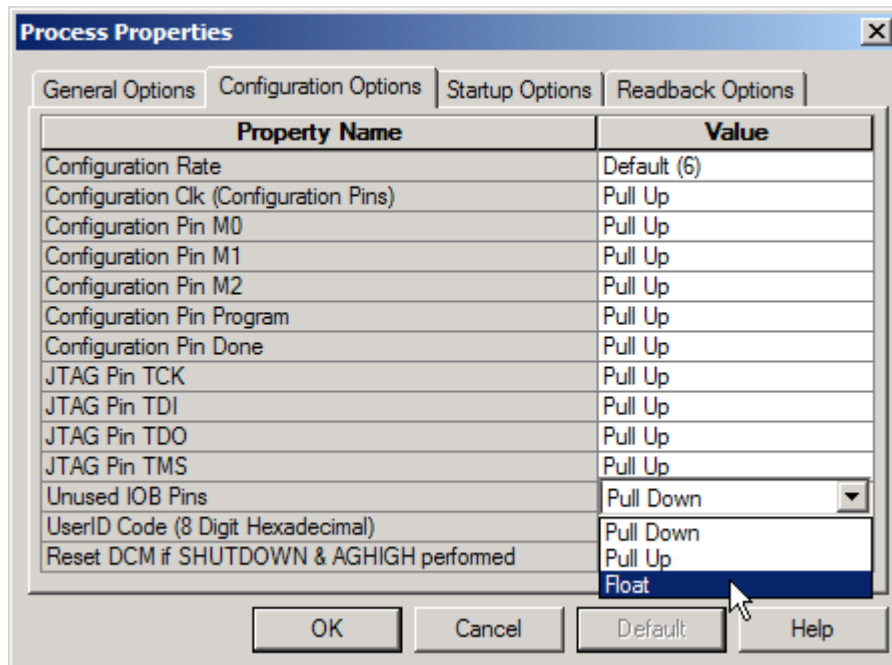 Process Properties
General Options Configuration Options Startup Options Readback Options
Property Name Value
Configuration Rate Default (6)
Configuration Clk (Configuration Pins) Pull Up
Configuration Pin M0 Pull Up
Configuration Pin M1 Pull Up
Configuration Pin M2 Pull Up
Configuration Pin Program Pull Up
Configuration Pin Done Pull Up
JTAG Pin TCK Pull Up
JTAG Pin TDI Pull Up
JTAG Pin TDO Pull Up
JTAG Pin TMS Pull Up
Unused IOB Pins Pull Down
UserID Code (8 Digit Hexadecimal) Pull Down
Reset DCM if SHUTDOWN & AGHIGH performed Pull Up
Float
OK Cancel Default Help